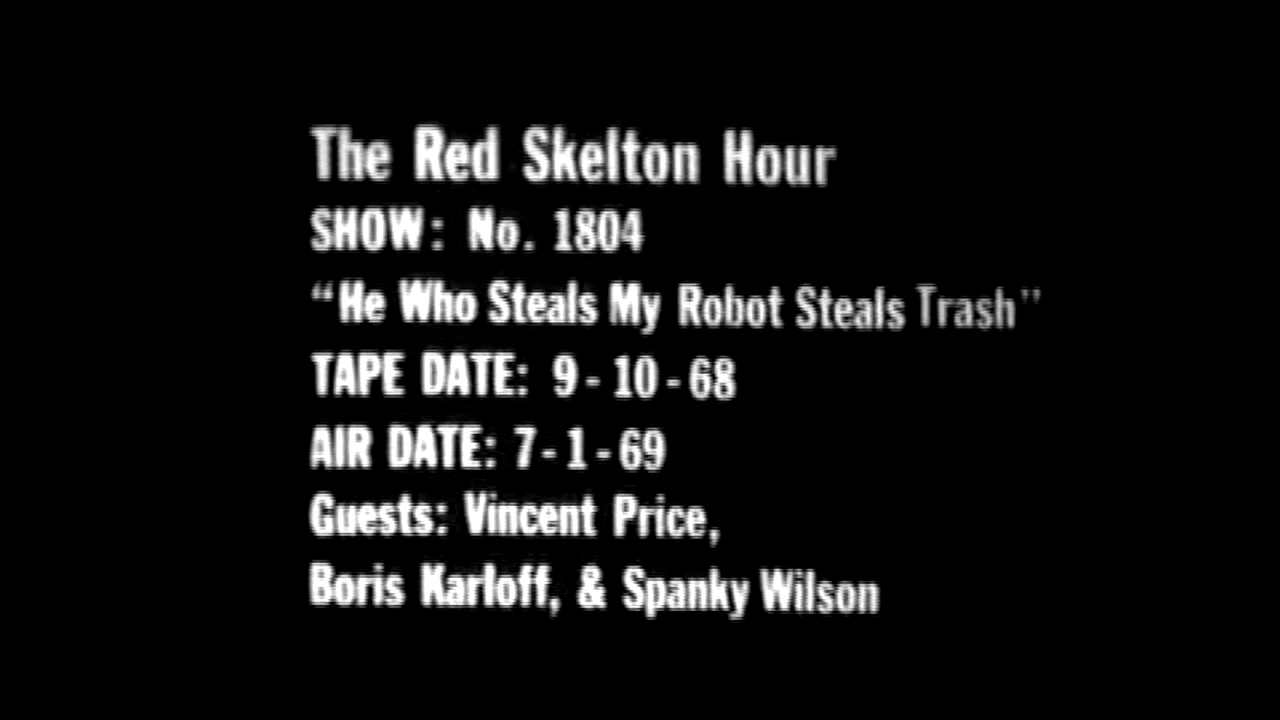 The Red Skelton Hour
SHOW: No. 1804
“He Who Steals My Robot Steals Trash”
TAPE DATE: 9-10-68
AIR DATE: 7-1-69
Guests: Vincent Price,
Boris Karloff, & Spanky Wilson